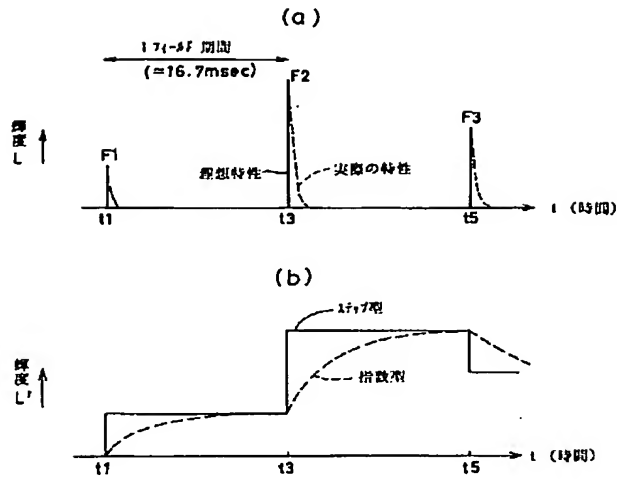 (a)
1フィールド 期間
(≃16.7msec)
F2
F3
F1
輝度
L
理想特性
実際の特性
t1
t3
t5
t (時間)
(b)
ステップ型
輝度
L'
指数型
t1
t3
t5
t (時間)